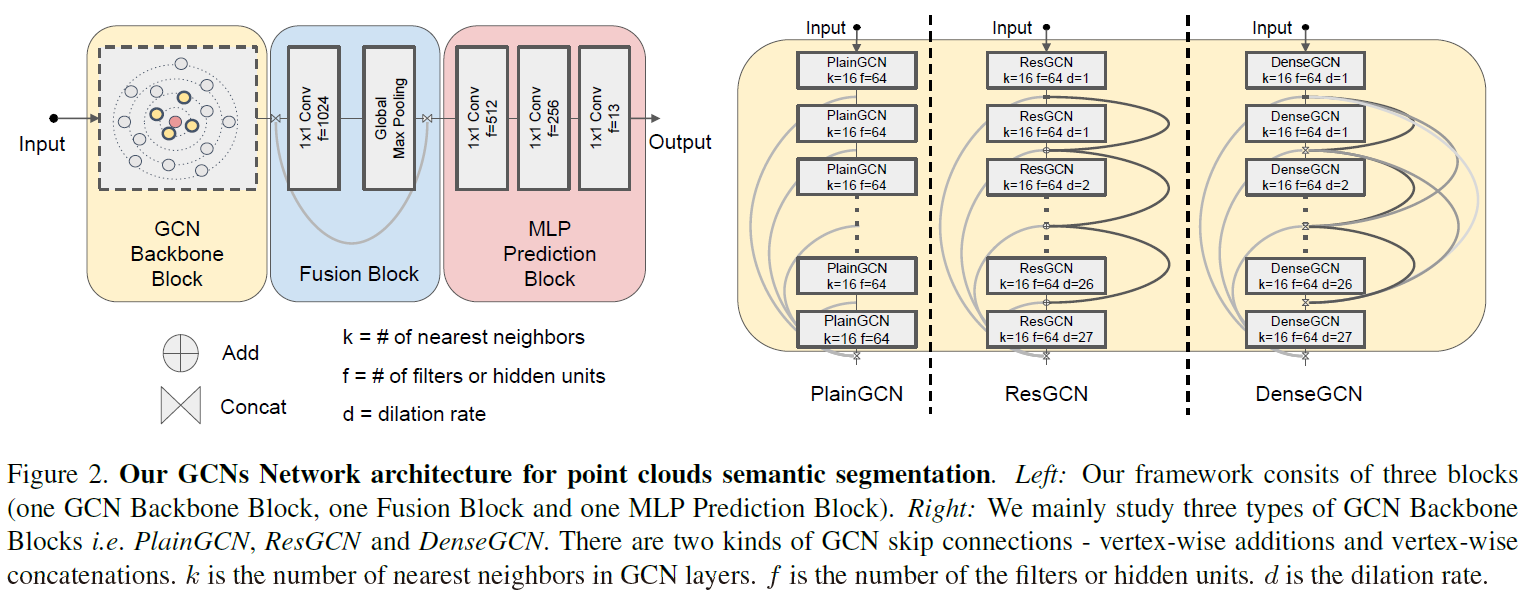 Input
1x1 Conv
f=1024
Global
Max Pooling
1x1 Conv
f=512
1x1 Conv
f=256
1x1 Conv
f=13
Output
GCN
Backbone
Block
Fusion Block
MLP
Prediction
Block
Add
Concat
k = # of nearest neighbors
f = # of filters or hidden units
d = dilation rate
Input
PlainGCN
k=16 f=64
PlainGCN
k=16 f=64
PlainGCN
k=16 f=64
PlainGCN
k=16 f=64
PlainGCN
k=16 f=64
PlainGCN
Input
ResGCN
k=16 f=64 d=1
ResGCN
k=16 f=64 d=1
ResGCN
k=16 f=64 d=2
ResGCN
k=16 f=64 d=26
ResGCN
k=16 f=64 d=27
ResGCN
Input
DenseGCN
k=16 f=64 d=1
DenseGCN
k=16 f=64 d=1
DenseGCN
k=16 f=64 d=2
DenseGCN
k=16 f=64 d=26
DenseGCN
k=16 f=64 d=27
DenseGCN
Figure 2. Our GCNs Network architecture for point clouds semantic segmentation. Left: Our framework consits of three blocks
(one GCN Backbone Block, one Fusion Block and one MLP Prediction Block). Right: We mainly study three types of GCN Backbone
Blocks i.e. PlainGCN, ResGCN and DenseGCN. There are two kinds of GCN skip connections - vertex-wise additions and vertex-wise
concatenations. k is the number of nearest neighbors in GCN layers. f is the number of the filters or hidden units. d is the dilation rate.